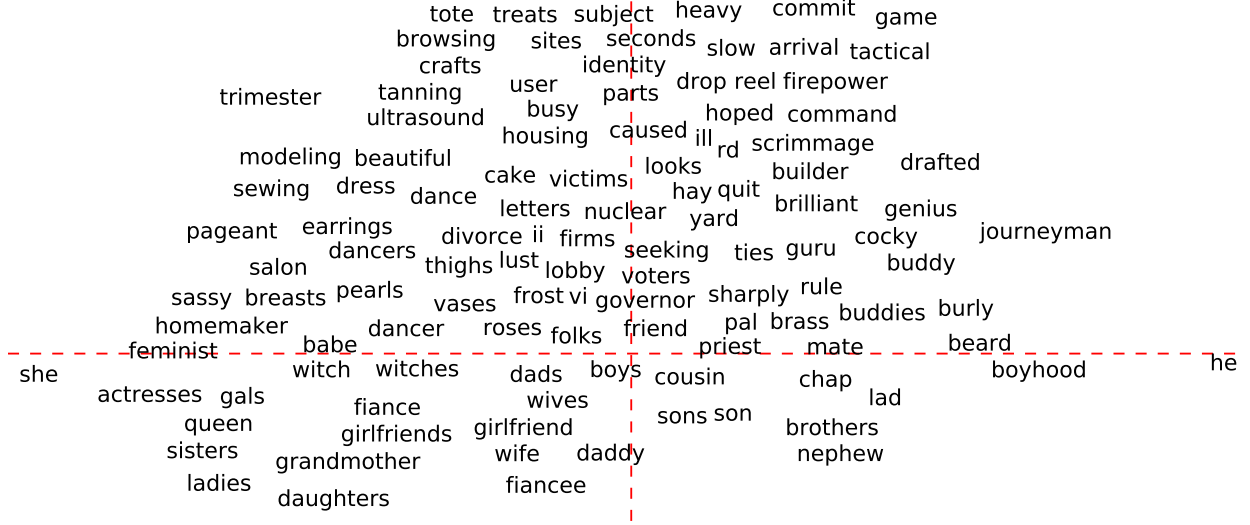 tote treats subject heavy commit game
browsing sites seconds slow arrival tactical
crafts identity
trimester tanning user parts drop reel firepower
ultrasound busy hoped command
housing caused ill rd scrimmage
modeling beautiful looks builder drafted
sewing dress dance cake victims hay quit
letters nuclear yard brilliant genius
pageant earrings divorce ii firms cocky journeyman
dancers seeking ties guru
salon thighs lust lobby voters buddy
sassy breasts pearls vases frost vi governor sharply rule buddies burly
homemaker dancer roses folks friend pal brass
feminist babe priest mate beard
she witch witches dads boys cousin chap boyhood he
actresses gals fiance wives lad
queen girlfriends girlfriend sons son brothers
sisters grandmother wife daddy nephew
ladies daughters fiancee